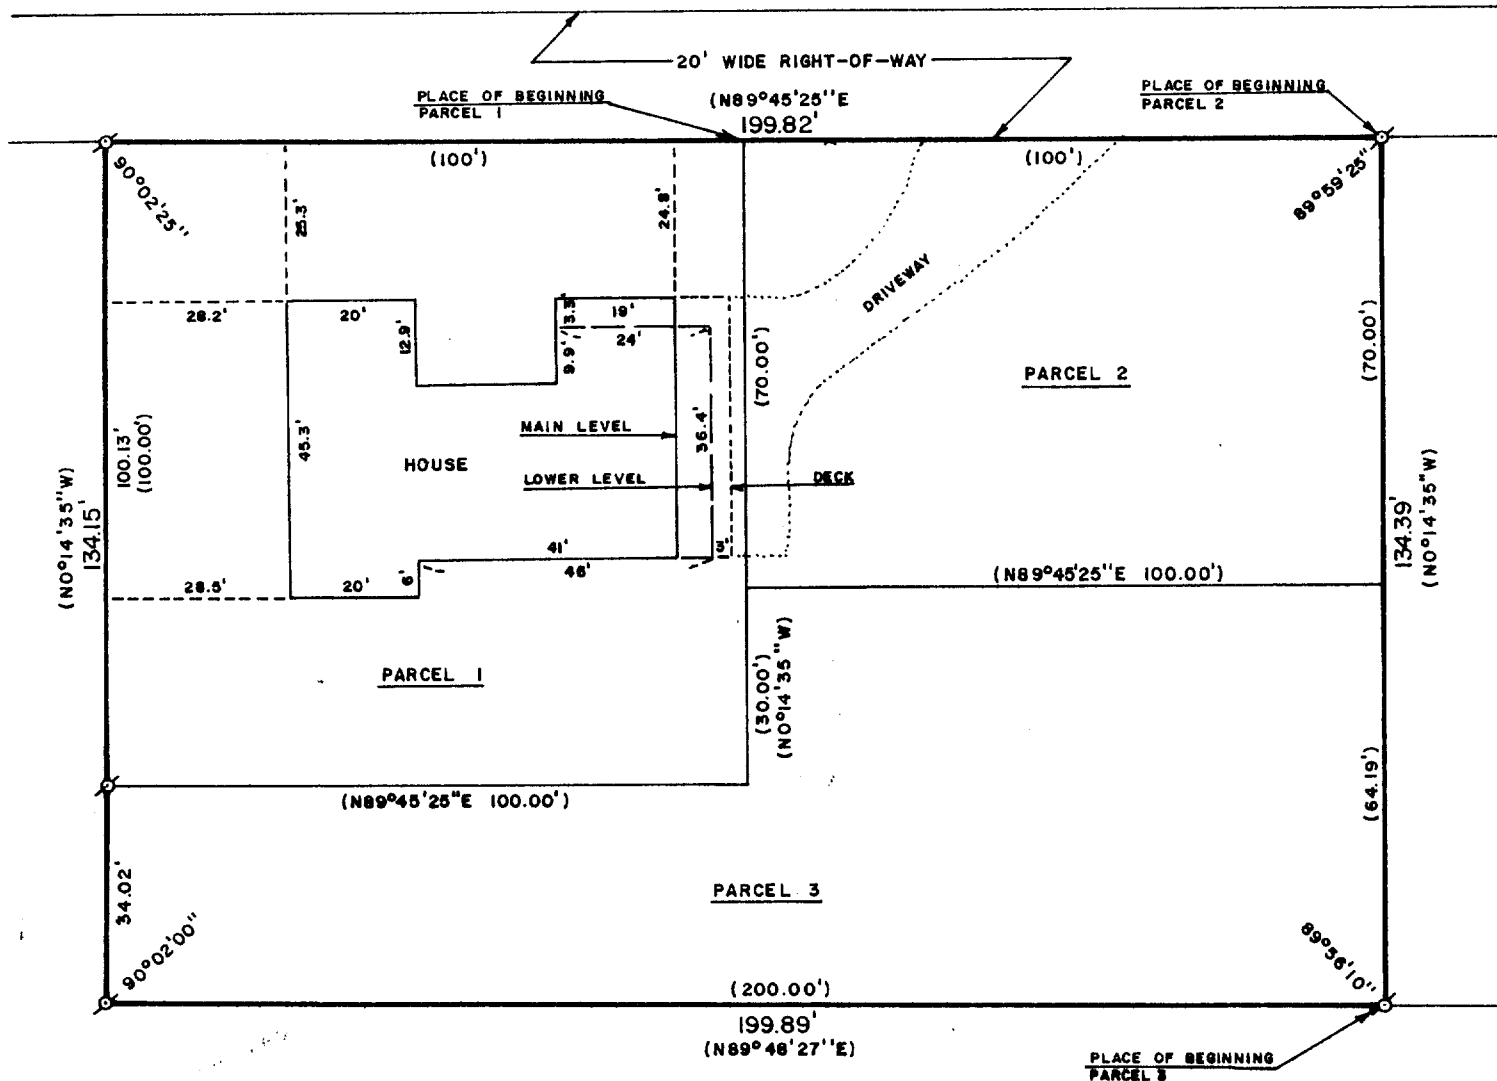 20' WIDE RIGHT-OF-WAY
PLACE OF BEGINNING
PARCEL 1
(N89°45'25"E
199.82'
PLACE OF BEGINNING
PARCEL 2
(100')
(100')
90°02'25"
89°59'25"
25.3'
24.8'
DRIVEWAY
28.2'
20'
12.9'
3.3'
19'
24'
9.9'
(70.00')
(70.00')
PARCEL 2
45.3'
36.4'
MAIN LEVEL
HOUSE
LOWER LEVEL
DECK
100.13'
(100.00')
(N0°14'35"W)
134.15'
134.39'
(N0°14'35"W)
41'
46'
3'
28.5'
20'
6'
(N89°45'25"E 100.00')
(30.00')
(N0°14'35"W)
PARCEL 1
(N89°45'25"E 100.00')
(64.19')
34.02'
PARCEL 3
90°02'00"
89°56'10"
(200.00')
199.89'
(N89°48'27"E)
PLACE OF BEGINNING
PARCEL 3